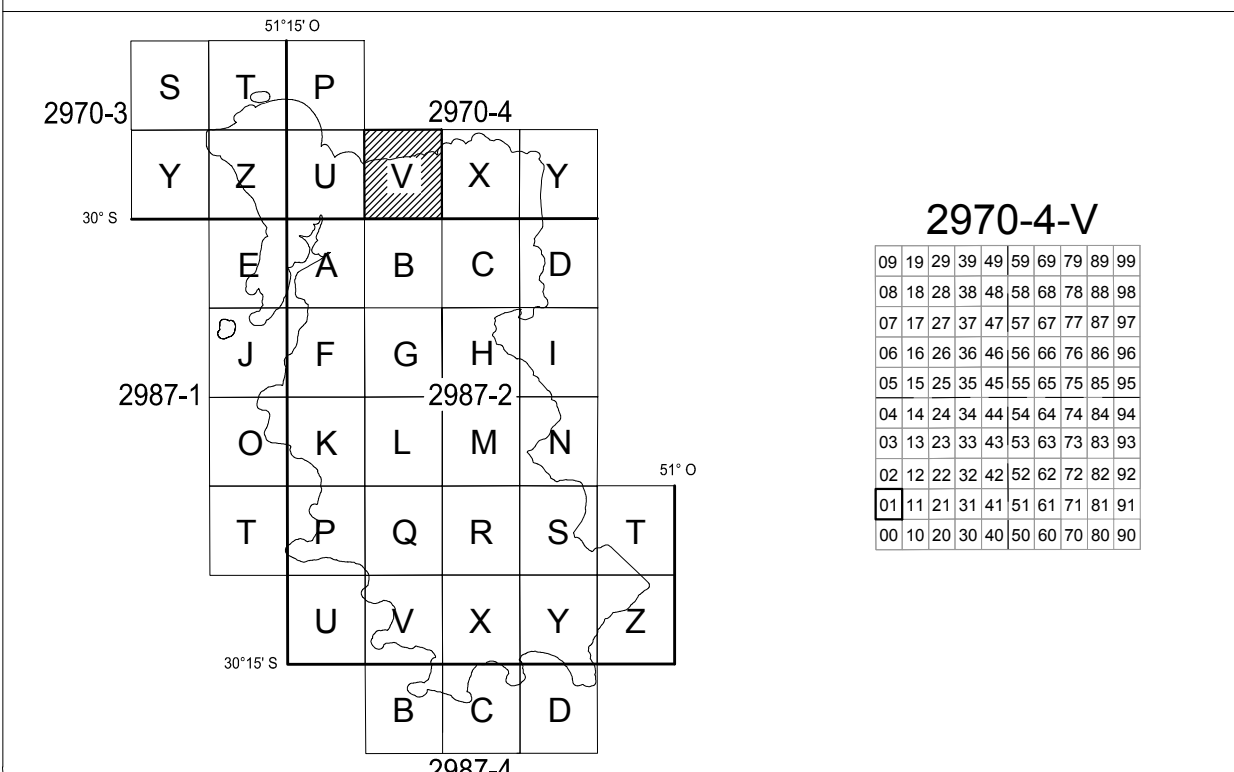 51°15' O
S T P
2970-3
2970-4
Y Z U V X Y
30° S
E A B C D
J F G H I
2987-1
2987-2
O K L M N
51° O
T P Q R S T
U V X Y Z
30°15' S
B C D
2987-4
2970-4-V
09 19 29 39 49 59 69 79 89 99
08 18 28 38 48 58 68 78 88 98
07 17 27 37 47 57 67 77 87 97
06 16 26 36 46 56 66 76 86 96
05 15 25 35 45 55 65 75 85 95
04 14 24 34 44 54 64 74 84 94
03 13 23 33 43 53 63 73 83 93
02 12 22 32 42 52 62 72 82 92
01 11 21 31 41 51 61 71 81 91
00 10 20 30 40 50 60 70 80 90